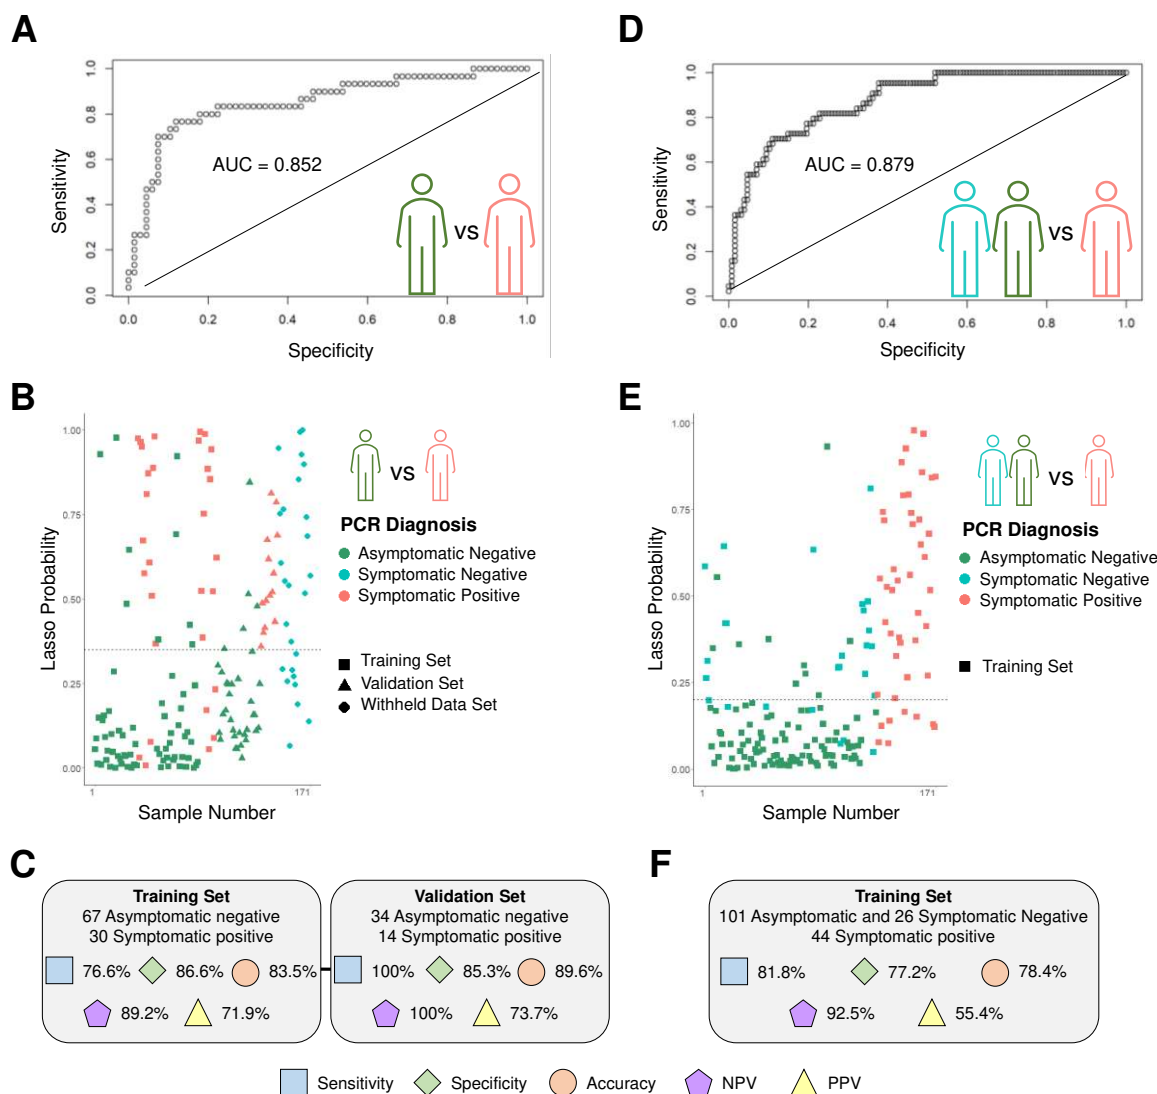 A
1.0
0.8
0.6
0.4
0.2
0.0
Sensitivity
AUC = 0.852
vs
0.0 0.2 0.4 0.6 0.8 1.0
Specificity
D
1.0
0.8
0.6
0.4
0.2
0.0
Sensitivity
AUC = 0.879
vs
0.0 0.2 0.4 0.6 0.8 1.0
Specificity
B
1.00
0.75
0.50
0.25
0.00
Lasso Probability
1 171
Sample Number
vs
PCR Diagnosis
Asymptomatic Negative
Symptomatic Negative
Symptomatic Positive
Training Set
Validation Set
Withheld Data Set
E
1.00
0.75
0.50
0.25
0.00
Lasso Probability
1 171
Sample Number
vs
PCR Diagnosis
Asymptomatic Negative
Symptomatic Negative
Symptomatic Positive
Training Set
C
Training Set
67 Asymptomatic negative
30 Symptomatic positive
76.6% 86.6% 83.5%
89.2% 71.9%
Validation Set
34 Asymptomatic negative
14 Symptomatic positive
100% 85.3% 89.6%
100% 73.7%
F
Training Set
101 Asymptomatic and 26 Symptomatic Negative
44 Symptomatic positive
81.8% 77.2% 78.4%
92.5% 55.4%
Sensitivity Specificity Accuracy NPV PPV